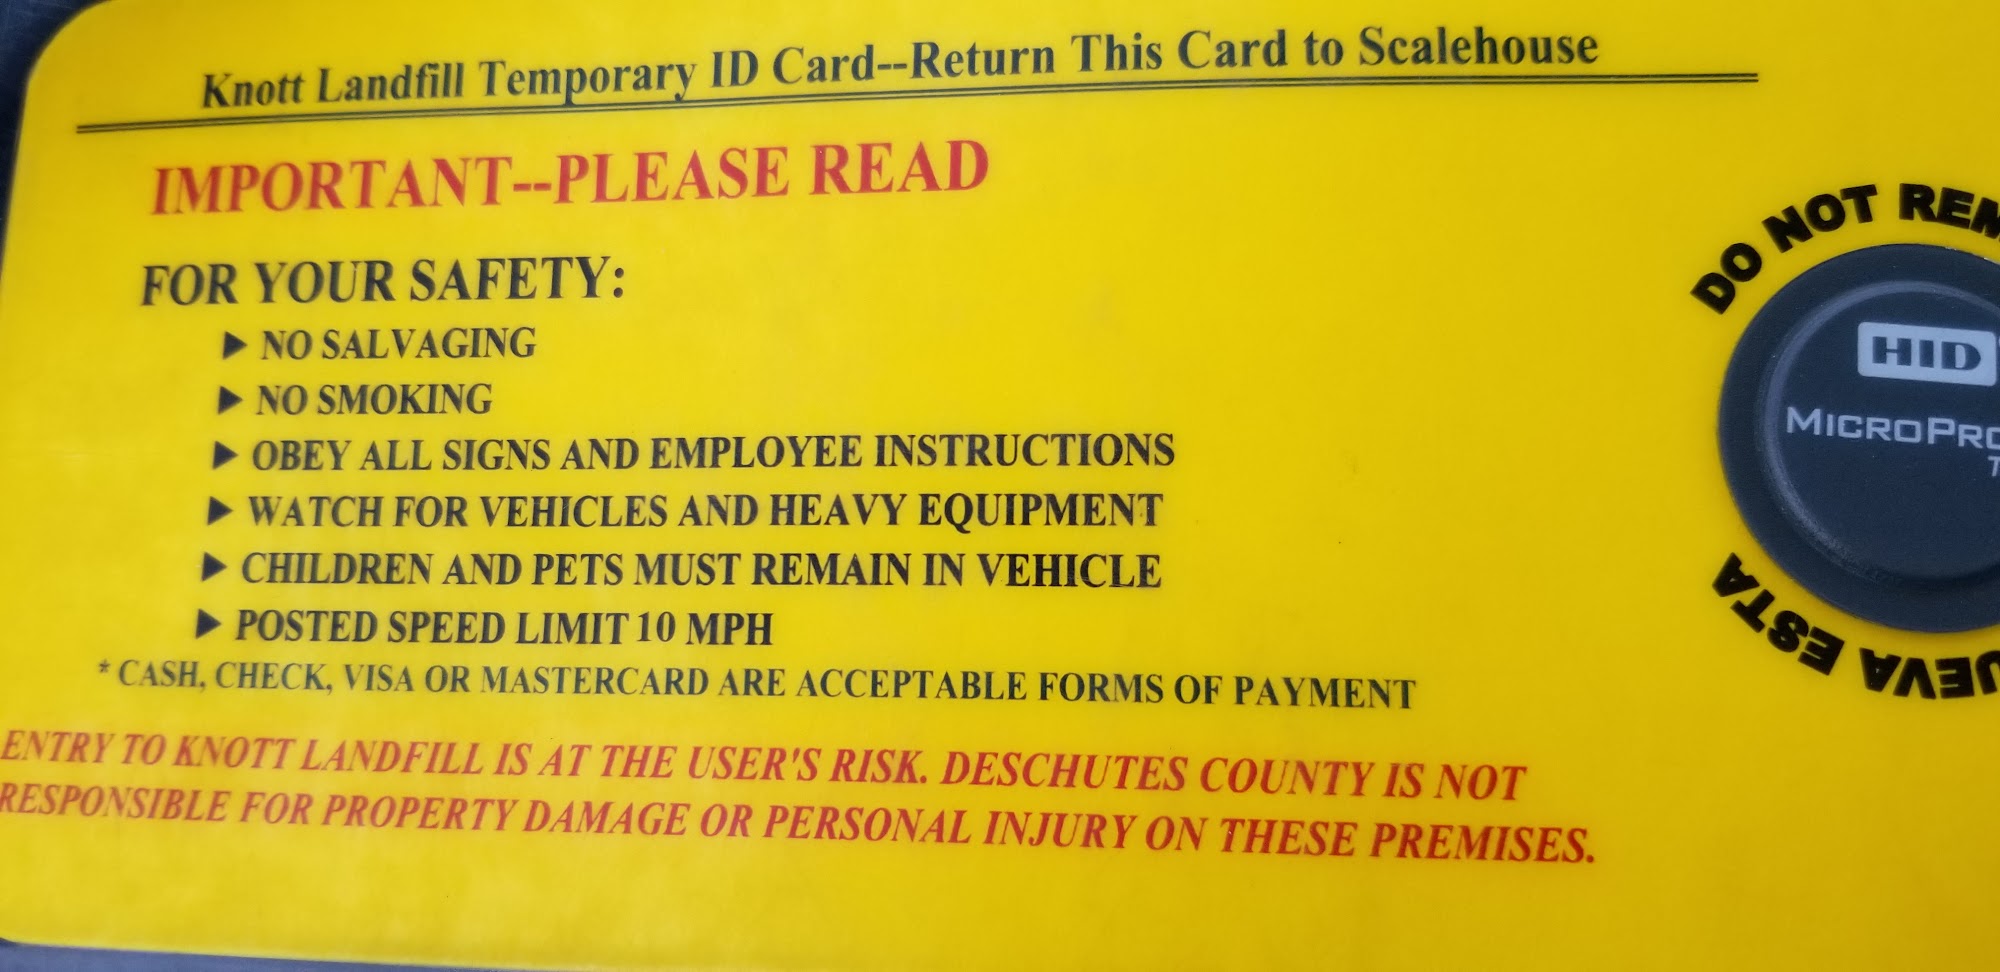 Knott Landfill Temporary ID Card--Return This Card to Scalehouse
IMPORTANT--PLEASE READ
FOR YOUR SAFETY:
► NO SALVAGING
► NO SMOKING
► OBEY ALL SIGNS AND EMPLOYEE INSTRUCTIONS
► WATCH FOR VEHICLES AND HEAVY EQUIPMENT
► CHILDREN AND PETS MUST REMAIN IN VEHICLE
► POSTED SPEED LIMIT 10 MPH
* CASH, CHECK, VISA OR MASTERCARD ARE ACCEPTABLE FORMS OF PAYMENT
ENTRY TO KNOTT LANDFILL IS AT THE USER'S RISK. DESCHUTES COUNTY IS NOT
RESPONSIBLE FOR PROPERTY DAMAGE OR PERSONAL INJURY ON THESE PREMISES.
DO NOT REM
HID
MICROPRO
UEVA ESTA